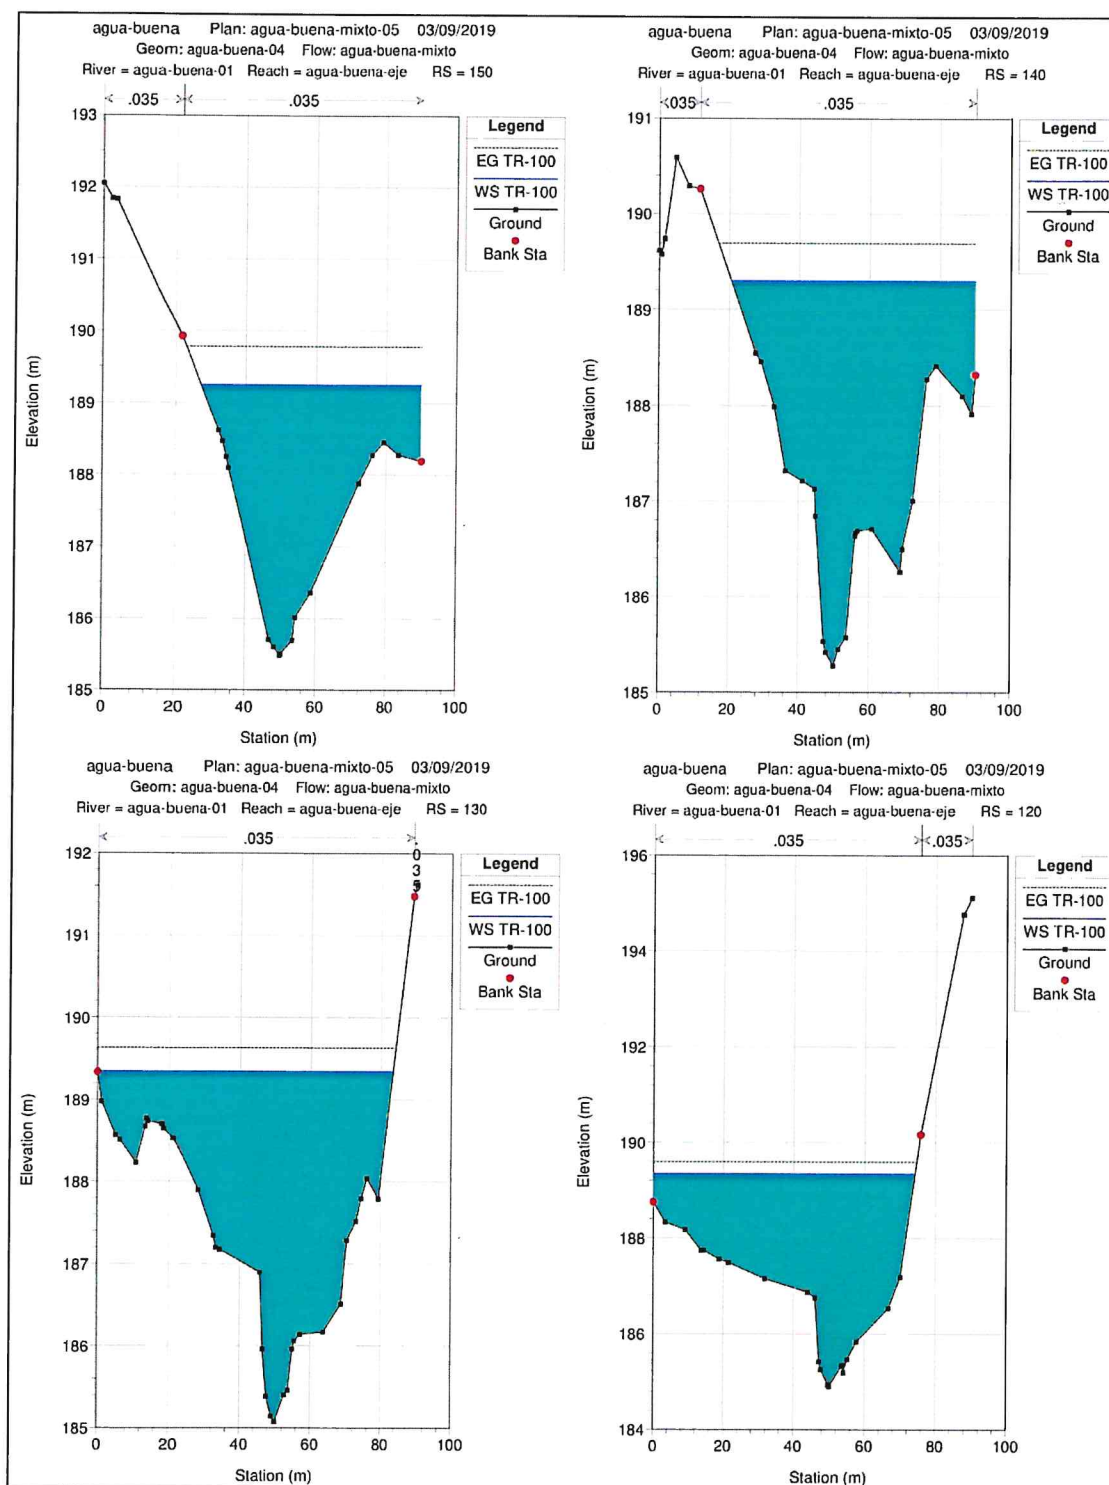 agua-buena Plan: agua-buena-mixto-05 03/09/2019
Geom: agua-buena-04 Flow: agua-buena-mixto
River = agua-buena-01 Reach = agua-buena-eje RS = 150
.035 .035
193
192
191
190
189
188
187
186
185
0 20 40 60 80 100
Elevation (m)
Station (m)
Legend
EG TR-100
WS TR-100
Ground
Bank Sta
agua-buena Plan: agua-buena-mixto-05 03/09/2019
Geom: agua-buena-04 Flow: agua-buena-mixto
River = agua-buena-01 Reach = agua-buena-eje RS = 140
.035 .035
191
190
189
188
187
186
185
0 20 40 60 80 100
Elevation (m)
Station (m)
Legend
EG TR-100
WS TR-100
Ground
Bank Sta
agua-buena Plan: agua-buena-mixto-05 03/09/2019
Geom: agua-buena-04 Flow: agua-buena-mixto
River = agua-buena-01 Reach = agua-buena-eje RS = 130
.035
.035
192
191
190
189
188
187
186
185
0 20 40 60 80 100
Elevation (m)
Station (m)
Legend
EG TR-100
WS TR-100
Ground
Bank Sta
agua-buena Plan: agua-buena-mixto-05 03/09/2019
Geom: agua-buena-04 Flow: agua-buena-mixto
River = agua-buena-01 Reach = agua-buena-eje RS = 120
.035 .035
196
194
192
190
188
186
184
0 20 40 60 80 100
Elevation (m)
Station (m)
Legend
EG TR-100
WS TR-100
Ground
Bank Sta